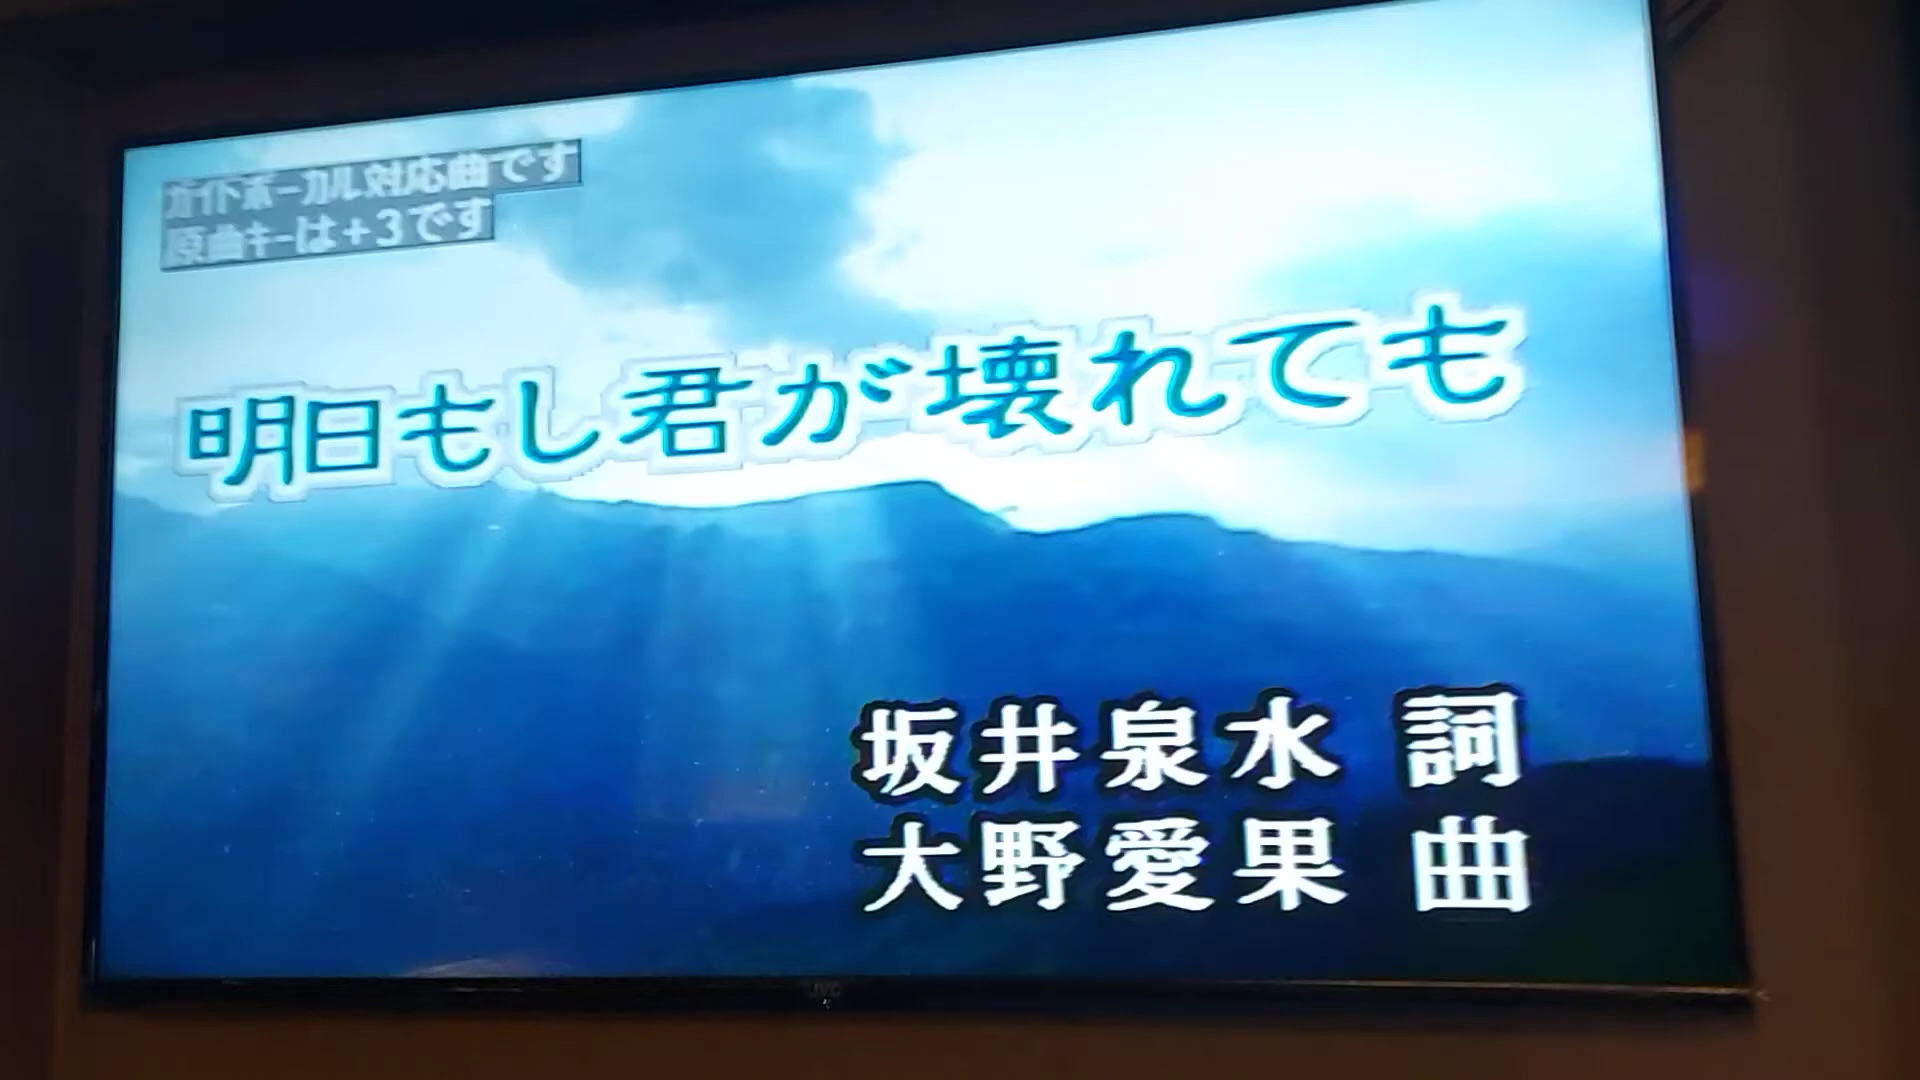 ガイドボーカル対応曲です
原曲キーは+3です
明日もし君が壊れても
坂井泉水 詞
大野愛果 曲
JVC